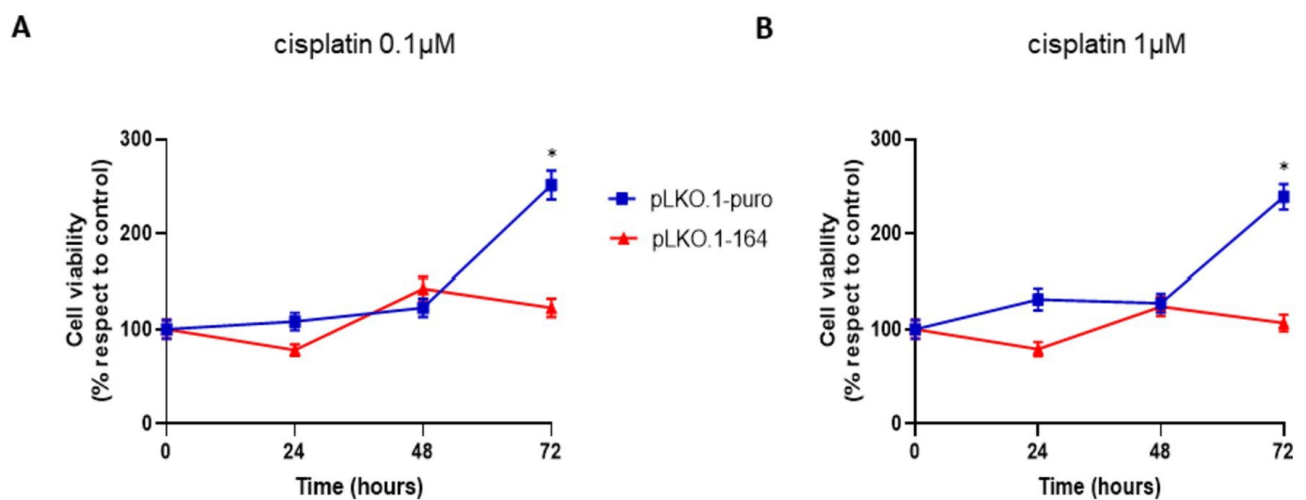 A
cisplatin 0.1µM
Cell viability
(% respect to control)
300
200
100
0
*
0 24 48 72
Time (hours)
pLKO.1-puro
pLKO.1-164
B
cisplatin 1µM
Cell viability
(% respect to control)
300
200
100
0
*
0 24 48 72
Time (hours)